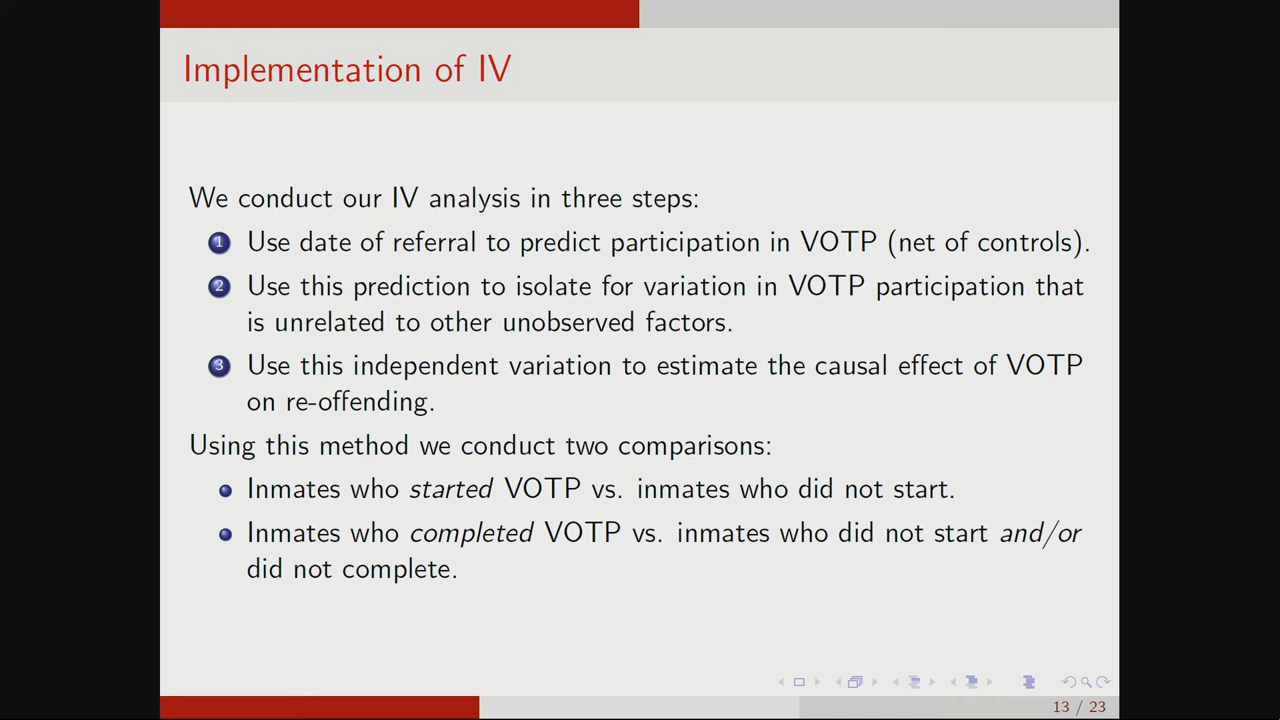 Implementation of IV
We conduct our IV analysis in three steps:
1 Use date of referral to predict participation in VOTP (net of controls).
2 Use this prediction to isolate for variation in VOTP participation that
is unrelated to other unobserved factors.
3 Use this independent variation to estimate the causal effect of VOTP
on re-offending.
Using this method we conduct two comparisons:
Inmates who started VOTP vs. inmates who did not start.
Inmates who completed VOTP vs. inmates who did not start and/or
did not complete.
13 / 23